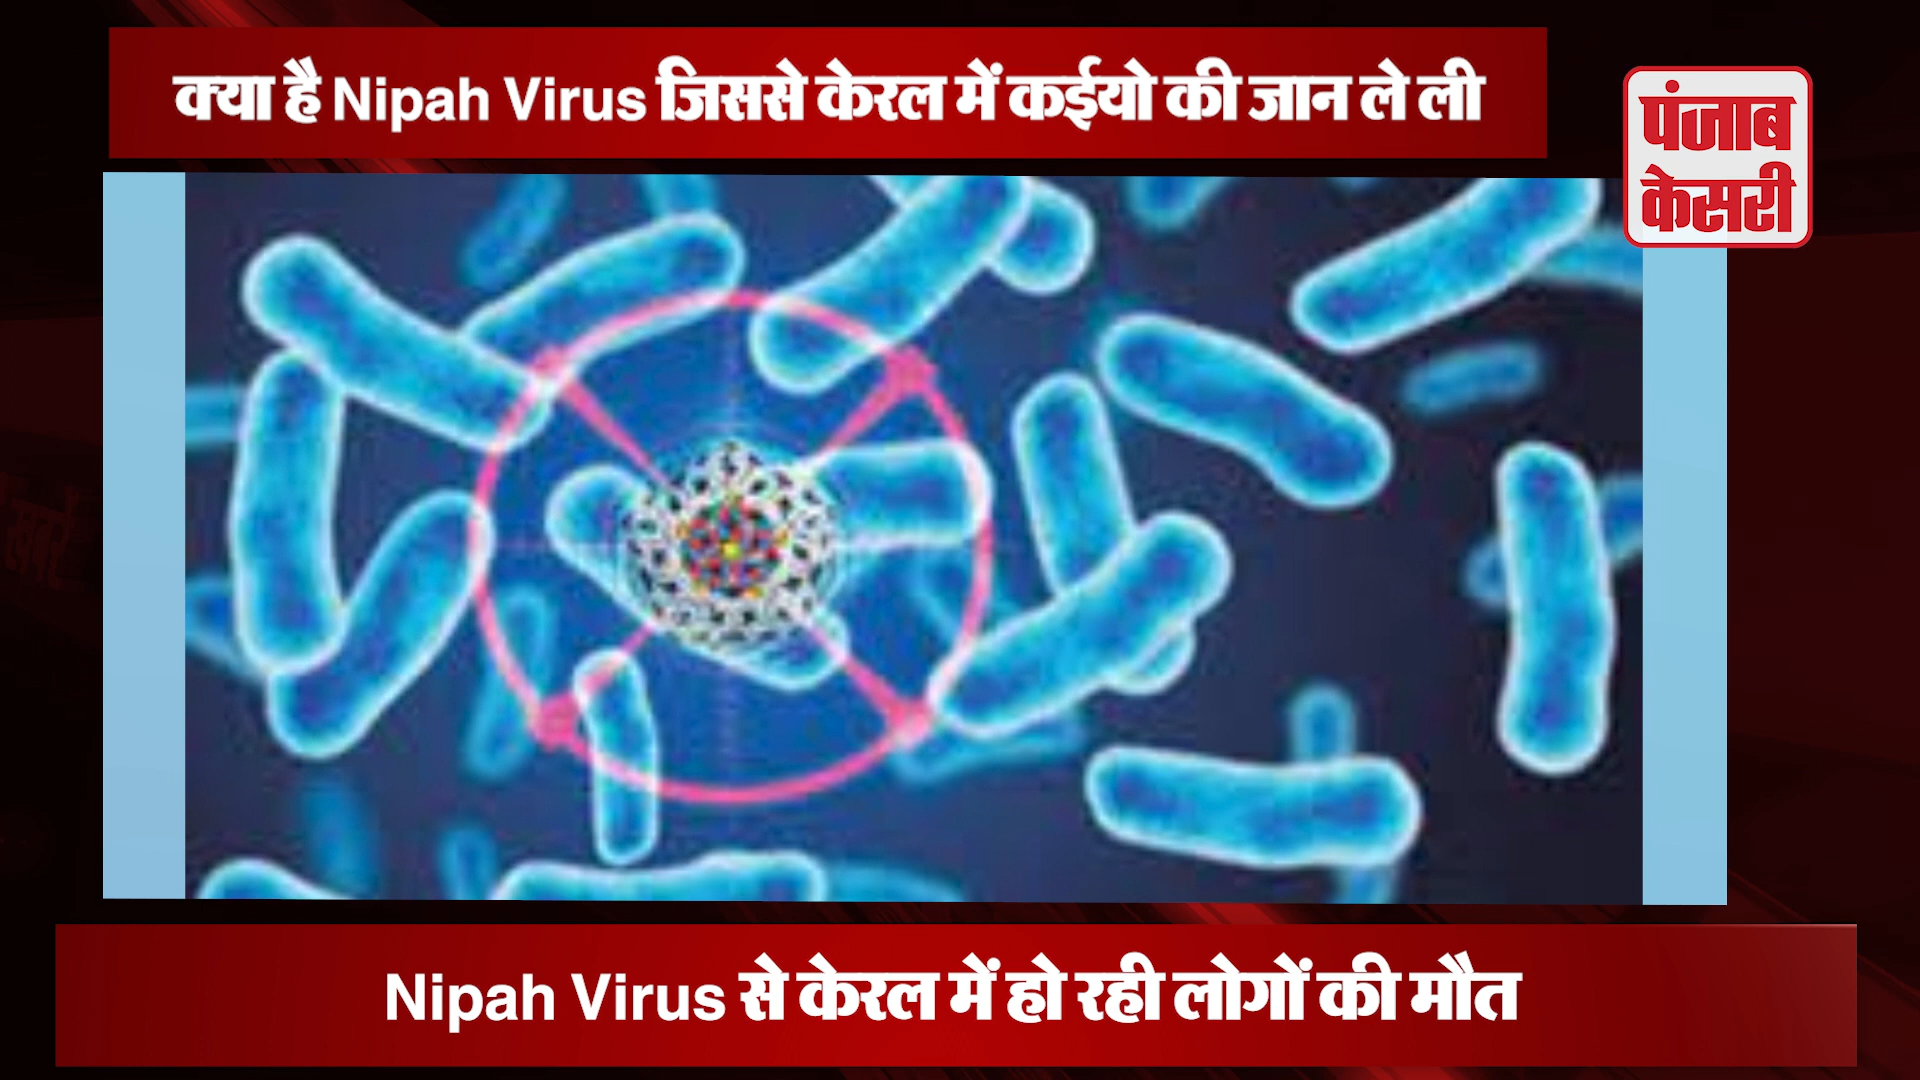 क्या है Nipah Virus जिससे केरल में कईयो की जान ले ली
पंजाब
केसरी
Nipah Virus से केरल में हो रही लोगों की मौत